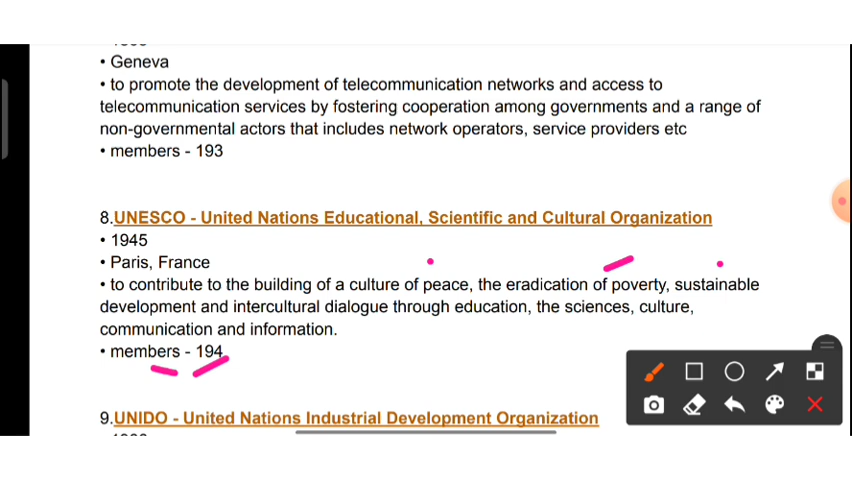 • Geneva
• to promote the development of telecommunication networks and access to
telecommunication services by fostering cooperation among governments and a range of
non-governmental actors that includes network operators, service providers etc
• members - 193
8.UNESCO - United Nations Educational, Scientific and Cultural Organization
• 1945
• Paris, France
• to contribute to the building of a culture of peace, the eradication of poverty, sustainable
development and intercultural dialogue through education, the sciences, culture,
communication and information.
• members - 194
9.UNIDO - United Nations Industrial Development Organization